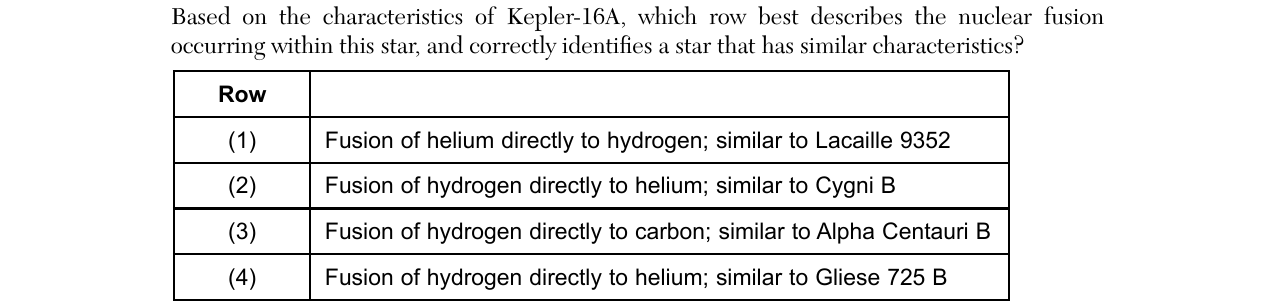 Based on the characteristics of Kepler-16A, which row best describes the nuclear fusion
occurring within this star, and correctly identifies a star that has similar characteristics?
Row
(1) Fusion of helium directly to hydrogen; similar to Lacaille 9352
(2) Fusion of hydrogen directly to helium; similar to Cygni B
(3) Fusion of hydrogen directly to carbon; similar to Alpha Centauri B
(4) Fusion of hydrogen directly to helium; similar to Gliese 725 B